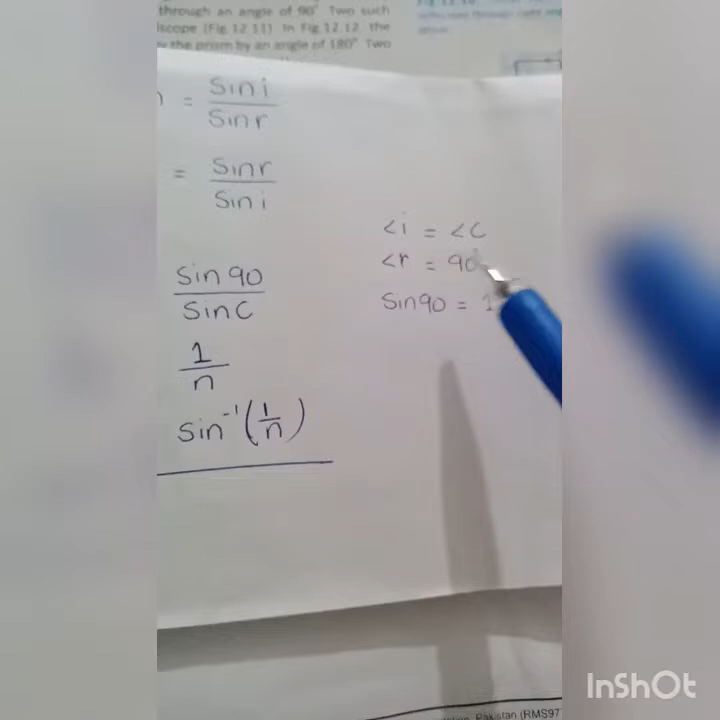 through an angle of 90° Two such
scope (Fig 12.11) In Fig 12.12 the
the prism by an angle of 180° Two
= Sin i / Sin r
= Sin r / Sin i
<i = <C
<r = 90
Sin 90 / Sin C
Sin 90 = 1
1 / n
sin⁻¹(1/n)
Pakistan (RMS97
InShOt